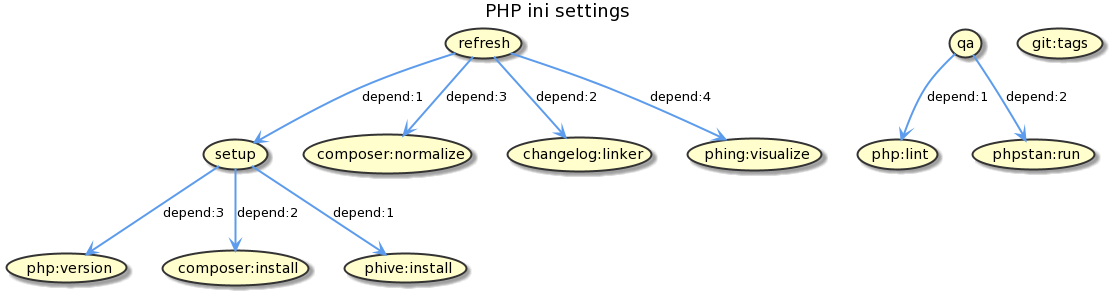 PHP ini settings
refresh
qa
git:tags
depend:1
depend:3
depend:2
depend:4
depend:1
depend:2
setup
composer:normalize
changelog:linker
phing:visualize
php:lint
phpstan:run
depend:3
depend:2
depend:1
php:version
composer:install
phive:install